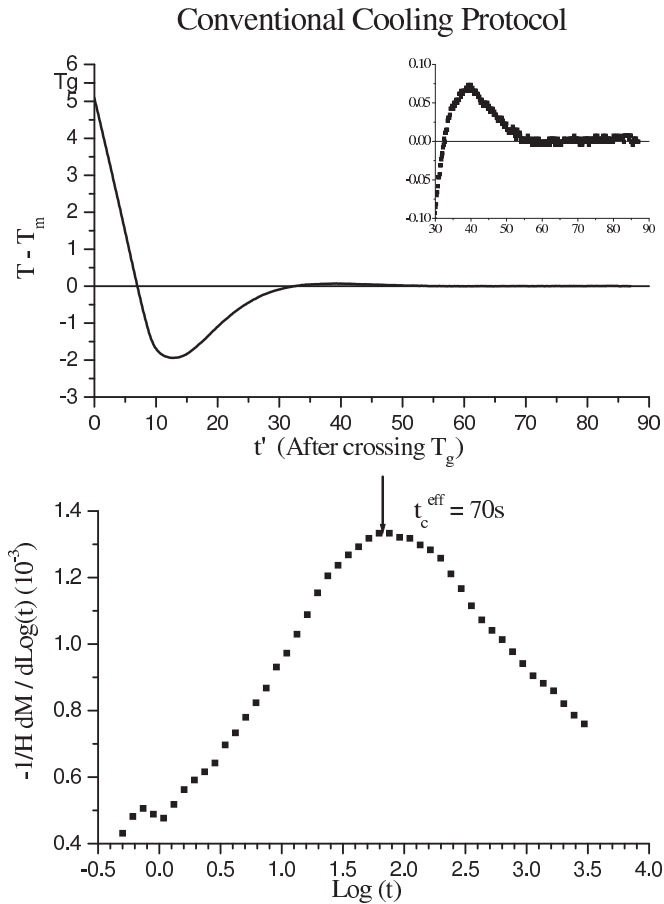 Conventional Cooling Protocol
6
Tg
5
4
3
2
1
0
-1
-2
-3
T - Tm
0.10
0.05
0.00
-0.05
-0.10
30 40 50 60 70 80 90
0 10 20 30 40 50 60 70 80 90
t' (After crossing Tg)
tc eff = 70s
1.4
1.2
1.0
0.8
0.6
0.4
-1/H dM / dLog(t) (10-3)
-0.5 0.0 0.5 1.0 1.5 2.0 2.5 3.0 3.5 4.0
Log (t)